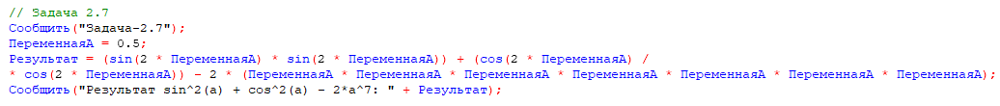 // Задача 2.7
Сообщить("Задача-2.7");
ПеременнаяА = 0.5;
Результат = (sin(2 * ПеременнаяА) * sin(2 * ПеременнаяА)) + (cos(2 * ПеременнаяА) /
* cos(2 * ПеременнаяА)) - 2 * (ПеременнаяА * ПеременнаяА * ПеременнаяА * ПеременнаяА * ПеременнаяА * ПеременнаяА * ПеременнаяА);
Сообщить("Результат sin^2(a) + cos^2(a) - 2*a^7: " + Результат);